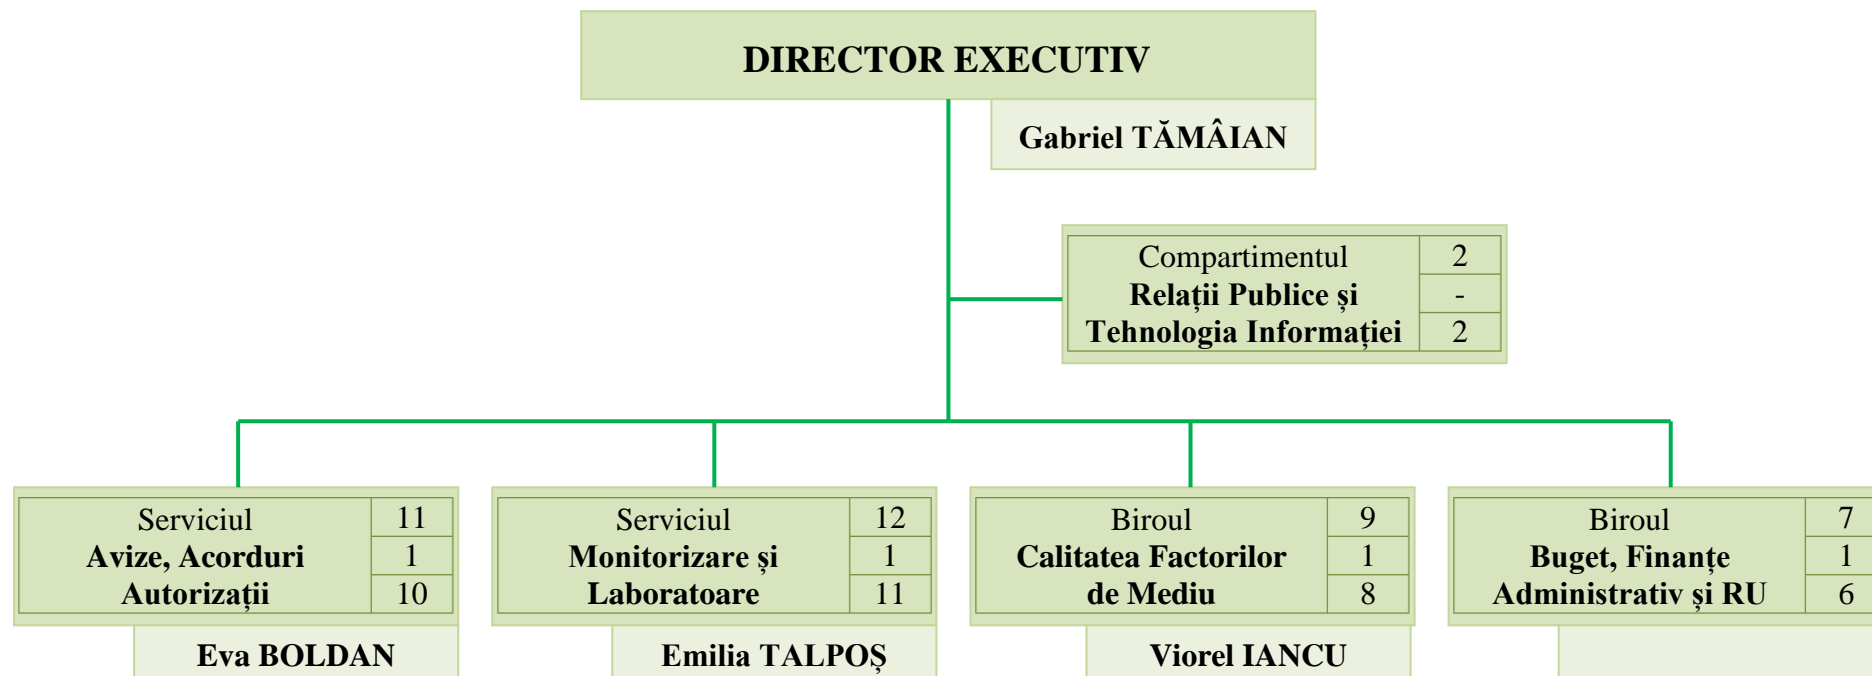 DIRECTOR EXECUTIV
Gabriel TĂMÂIAN
Compartimentul 2
Relații Publice și -
Tehnologia Informației 2
Serviciul 11
Avize, Acorduri 1
Autorizații 10
Eva BOLDAN
Serviciul 12
Monitorizare și 1
Laboratoare 11
Emilia TALPOȘ
Biroul 9
Calitatea Factorilor 1
de Mediu 8
Viorel IANCU
Biroul 7
Buget, Finanțe 1
Administrativ și RU 6